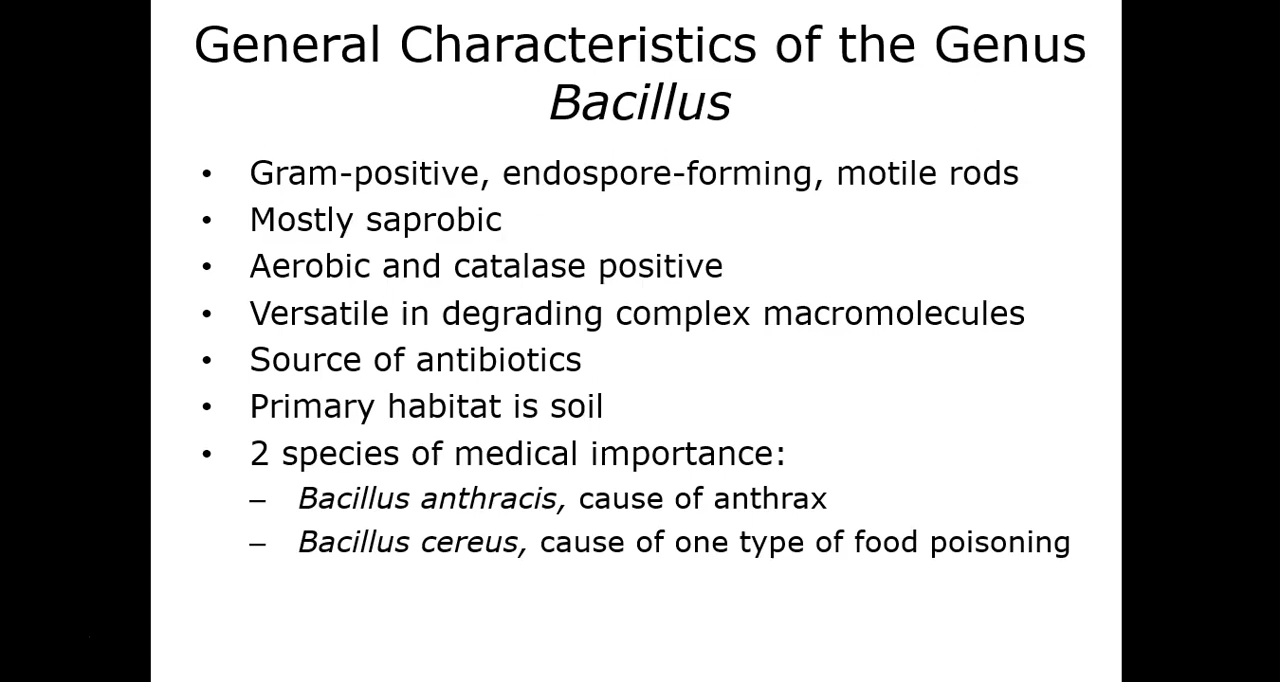 General Characteristics of the Genus
Bacillus
• Gram-positive, endospore-forming, motile rods
• Mostly saprobic
• Aerobic and catalase positive
• Versatile in degrading complex macromolecules
• Source of antibiotics
• Primary habitat is soil
• 2 species of medical importance:
– Bacillus anthracis, cause of anthrax
– Bacillus cereus, cause of one type of food poisoning